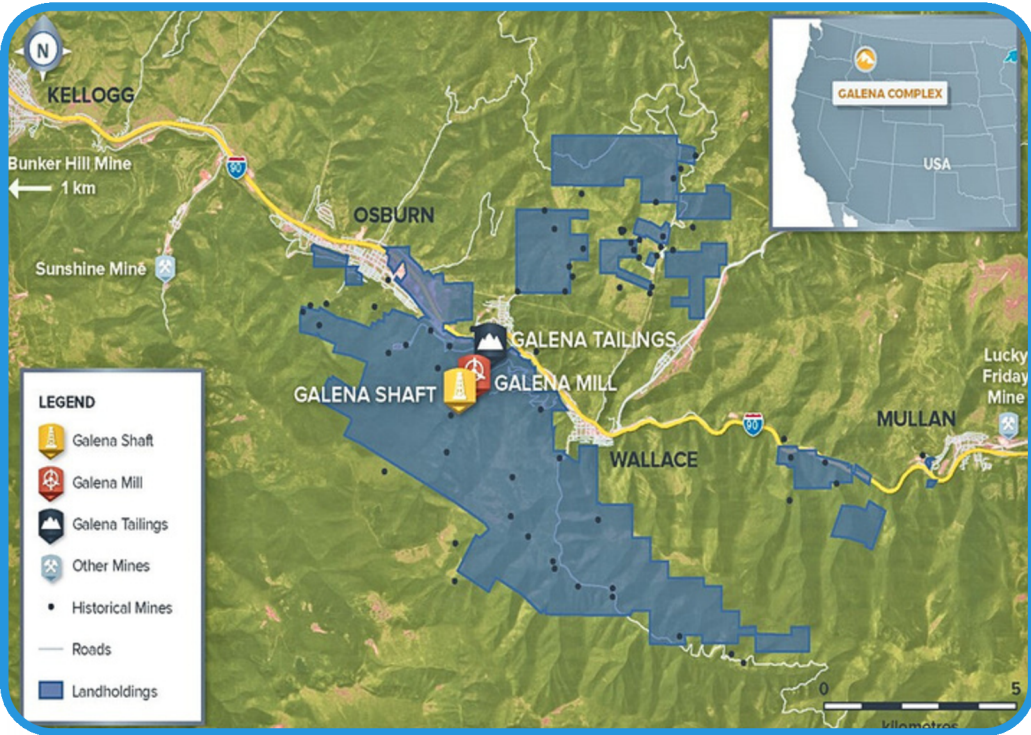 N
KELLOGG
Bunker Hill Mine
1 km
90
OSBURN
Sunshine Mine
GALENA COMPLEX
USA
GALENA TAILINGS
GALENA MILL
GALENA SHAFT
WALLACE
90
MULLAN
Lucky
Friday
Mine
LEGEND
Galena Shaft
Galena Mill
Galena Tailings
Other Mines
Historical Mines
Roads
Landholdings
0 5
kilometres